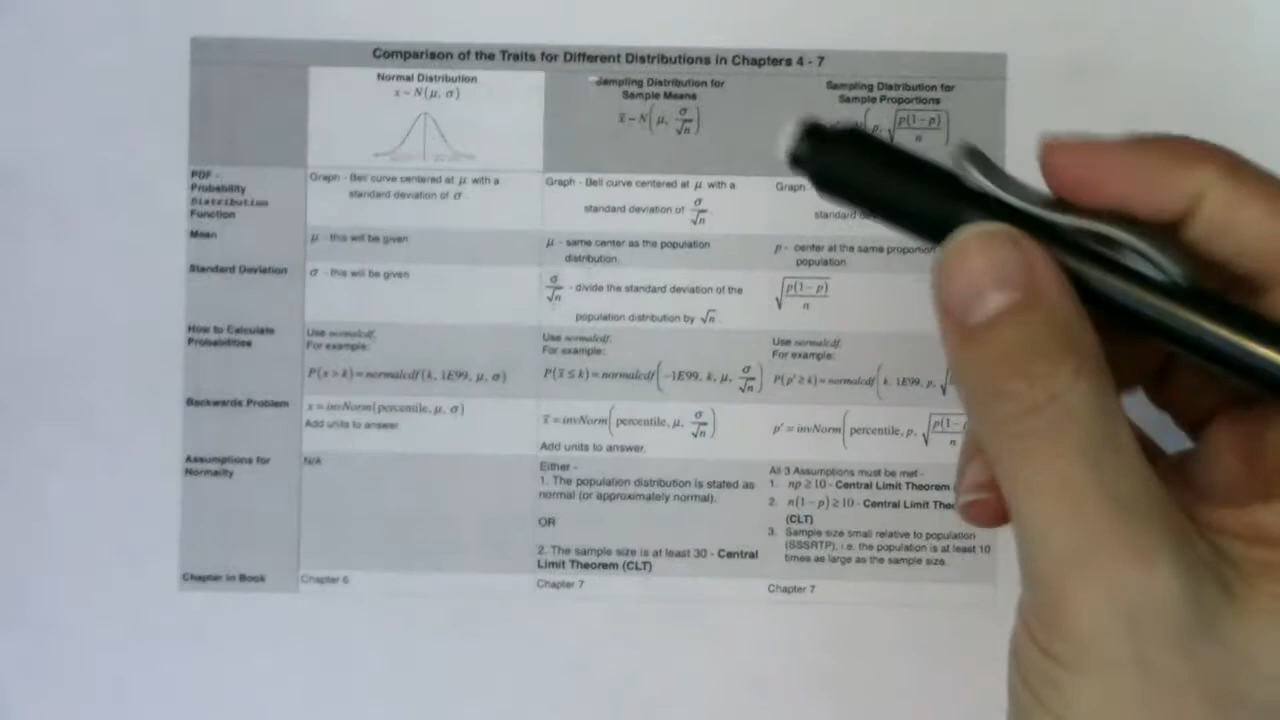 Comparison of the Traits for Different Distributions in Chapters 4 - 7
Normal Distribution
x ~ N(μ, σ)
Sampling Distribution for
Sample Means
x̄ ~ N(μ, σ/√n)
Sampling Distribution for
Sample Proportions
p, √(p(1−p)/n)
PDF -
Probability
Distribution
Function
Graph - Bell curve centered at μ with a
standard deviation of σ
Graph - Bell curve centered at μ with a
standard deviation of σ/√n
Graph
standard
Mean
μ - this will be given
μ - same center as the population
distribution.
p - center at the same proportion
population
Standard Deviation
σ - this will be given
σ/√n - divide the standard deviation of the
population distribution by √n.
√(p(1−p)/n)
How to Calculate
Probabilities
Use normalcdf.
For example:
P(x > k) = normalcdf(k, 1E99, μ, σ)
Use normalcdf.
For example:
P(x̄ ≤ k) = normalcdf(−1E99, k, μ, σ/√n)
Use normalcdf.
For example:
P(p′ ≥ k) = normalcdf(k, 1E99, p, √
Backwards Problem
x = invNorm(percentile, μ, σ)
Add units to answer
x̄ = invNorm(percentile, μ, σ/√n)
Add units to answer.
p′ = invNorm(percentile, p, √(p(1−/n
Assumptions for
Normality
N/A
Either -
1. The population distribution is stated as
normal (or approximately normal).
OR
2. The sample size is at least 30 - Central
Limit Theorem (CLT)
All 3 Assumptions must be met -
1. np ≥ 10 - Central Limit Theorem
2. n(1−p) ≥ 10 - Central Limit
(CLT)
3. Sample size small relative to population
(SSSRTP), i.e. the population is at least 10
times as large as the sample size.
Chapter in Book
Chapter 6
Chapter 7
Chapter 7